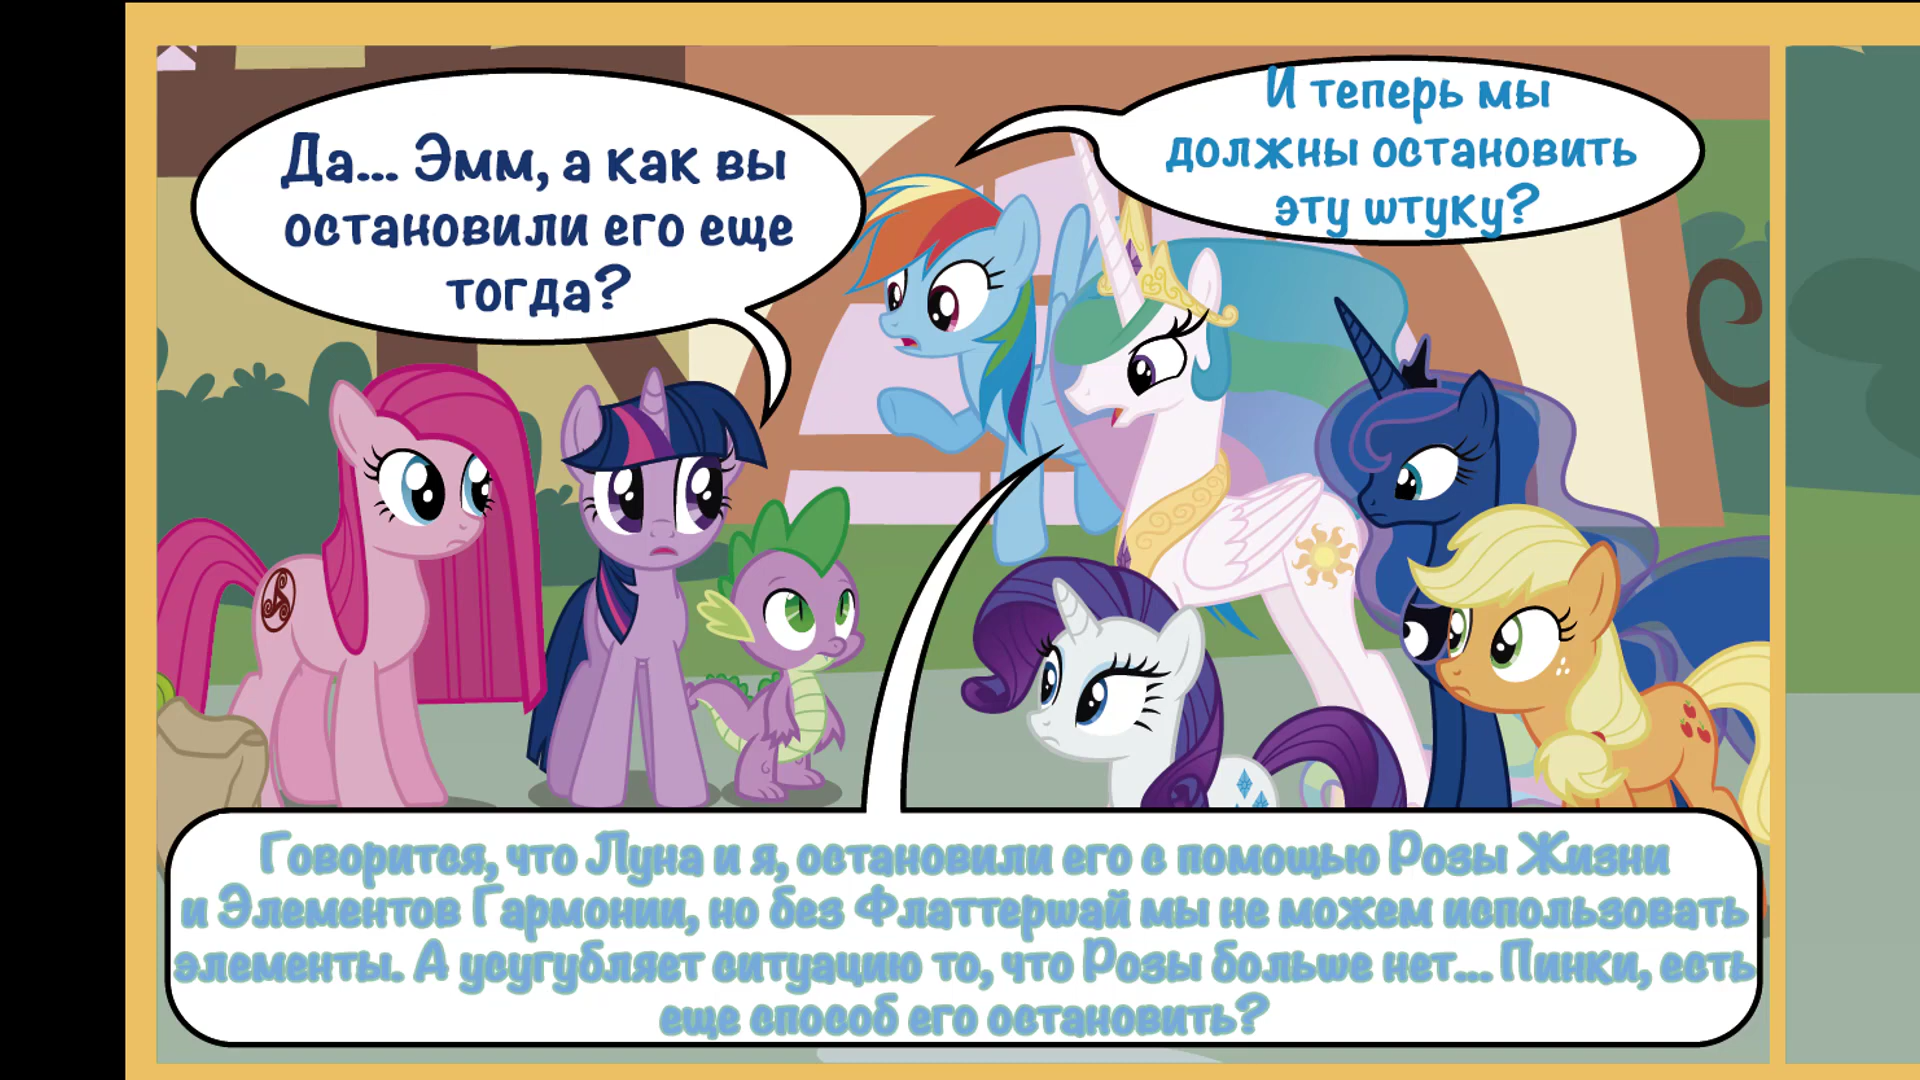 Да... Эмм, а как вы
остановили его еще
тогда?
И теперь мы
должны остановить
эту штуку?
Говорится, что Луна и я, остановили его с помощью Розы Жизни
и Элементов Гармонии, но без Флаттершай мы не можем использовать
элементы. А усугубляет ситуацию то, что Розы больше нет... Пинки, есть
еще способ его остановить?